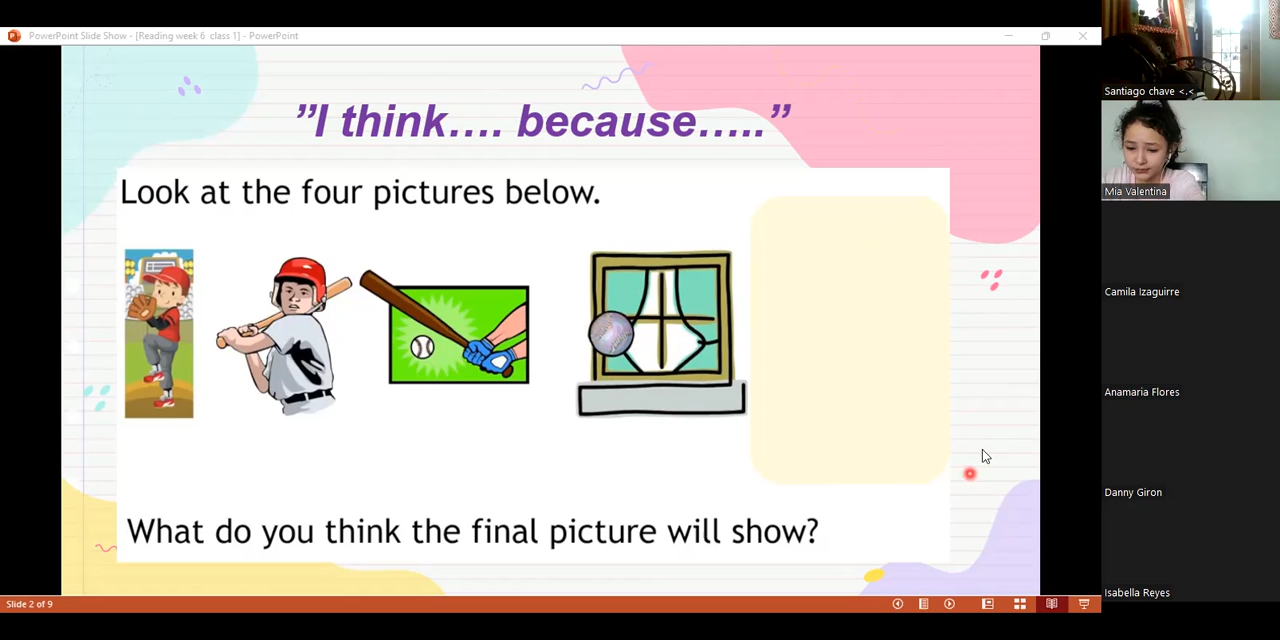 PowerPoint Slide Show - [Reading week 6 class 1] - PowerPoint
”I think…. because…..”
Look at the four pictures below.
What do you think the final picture will show?
Slide 2 of 9
Santiago chave <.<
Mia Valentina
Camila Izaguirre
Anamaria Flores
Danny Giron
Isabella Reyes